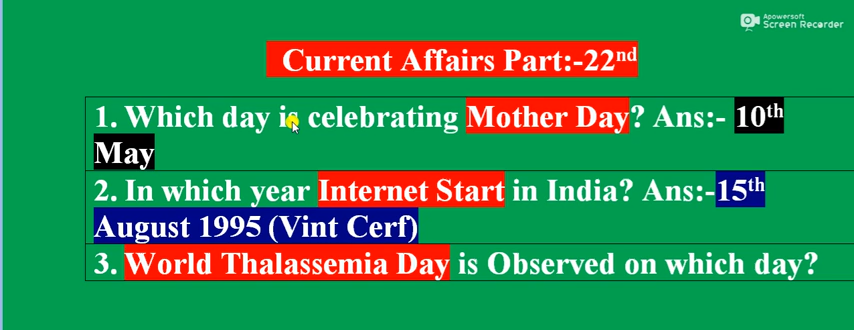 Apowersoft
Screen Recorder
Current Affairs Part:-22nd
1. Which day is celebrating Mother Day? Ans:- 10th
May
2. In which year Internet Start in India? Ans:-15th
August 1995 (Vint Cerf)
3. World Thalassemia Day is Observed on which day?